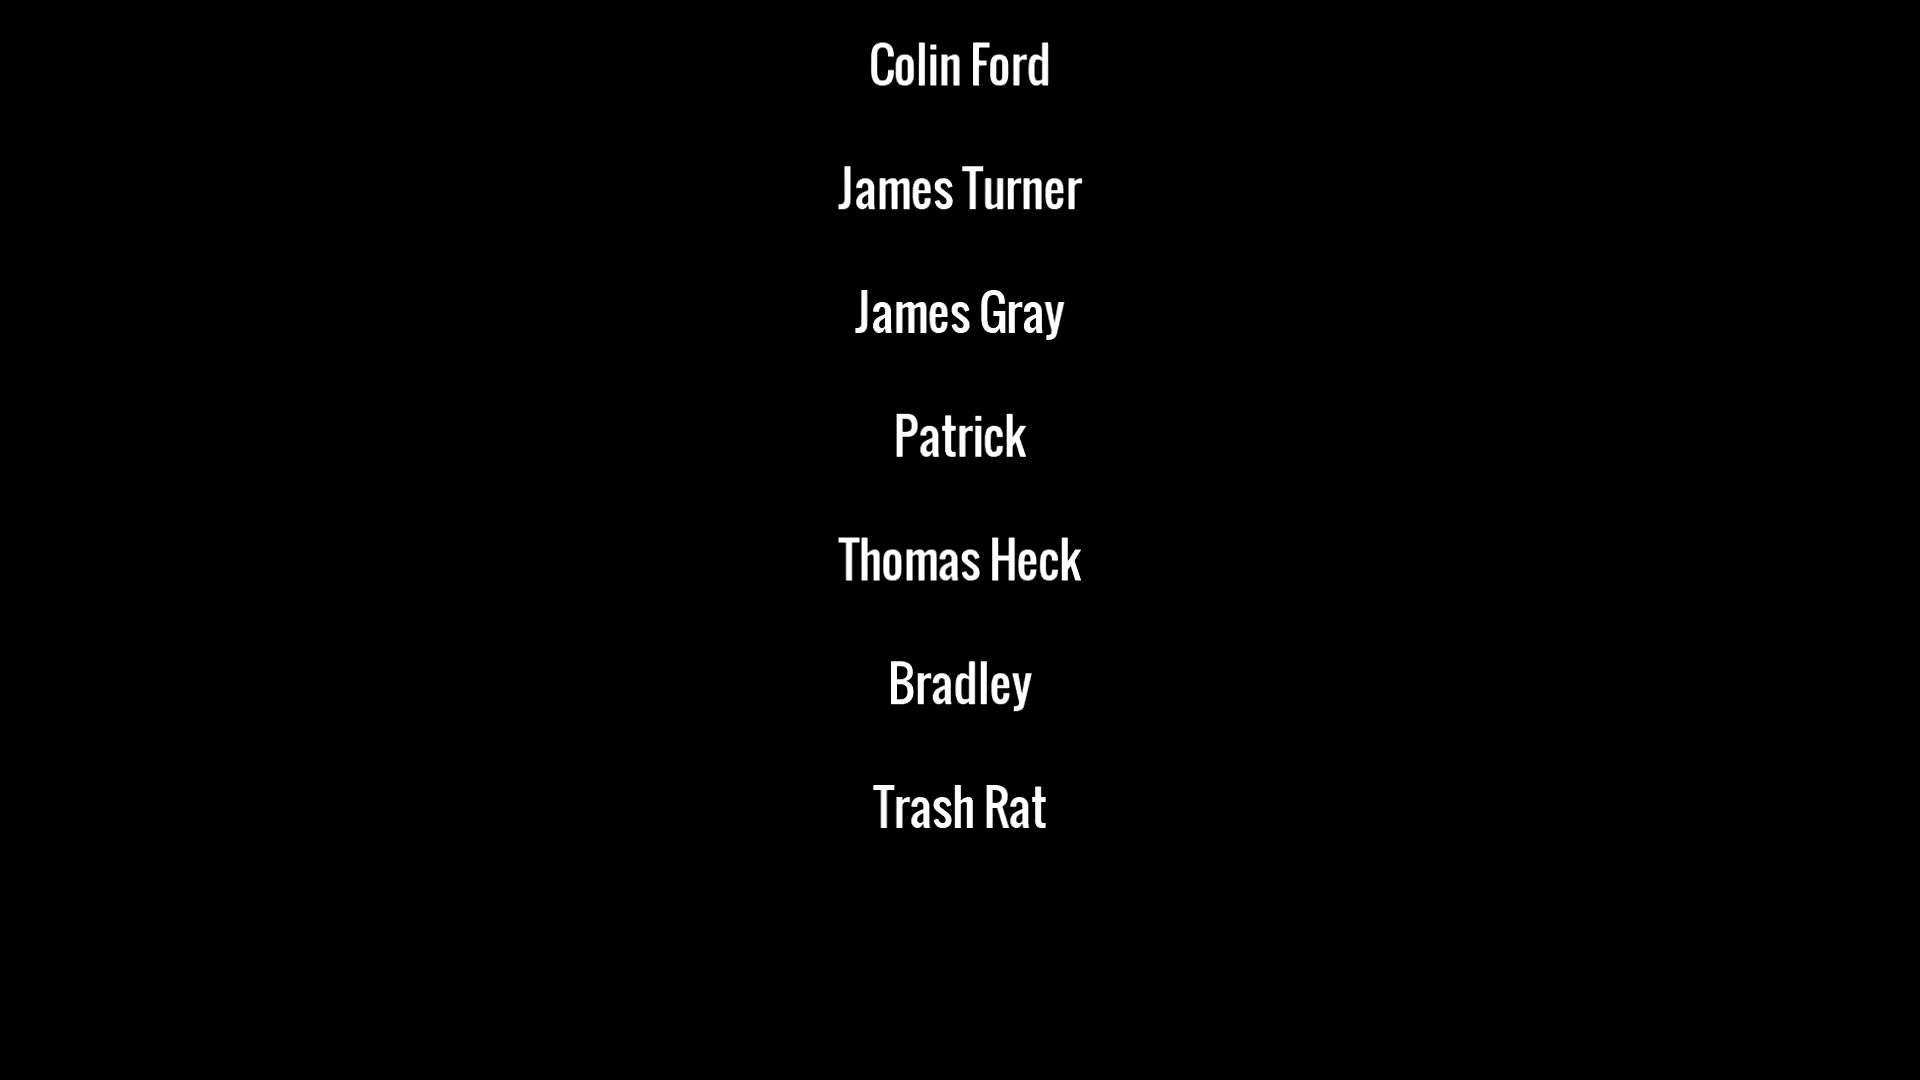 Colin Ford
James Turner
James Gray
Patrick
Thomas Heck
Bradley
Trash Rat